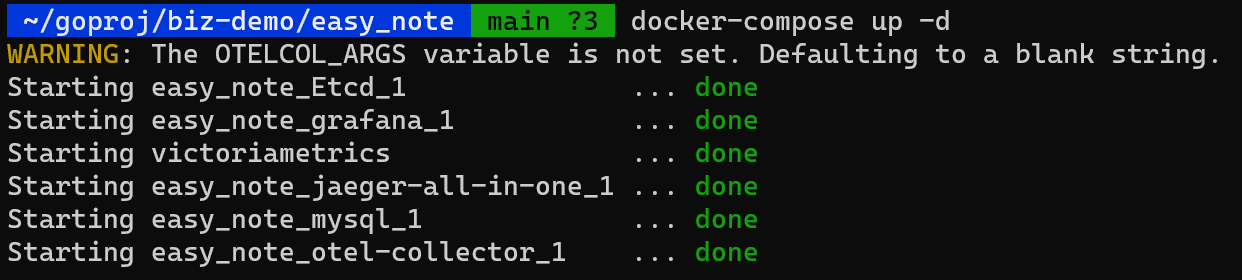 ~/goproj/biz-demo/easy_note main ?3 docker-compose up -d
WARNING: The OTELCOL_ARGS variable is not set. Defaulting to a blank string.
Starting easy_note_Etcd_1 ... done
Starting easy_note_grafana_1 ... done
Starting victoriametrics ... done
Starting easy_note_jaeger-all-in-one_1 ... done
Starting easy_note_mysql_1 ... done
Starting easy_note_otel-collector_1 ... done